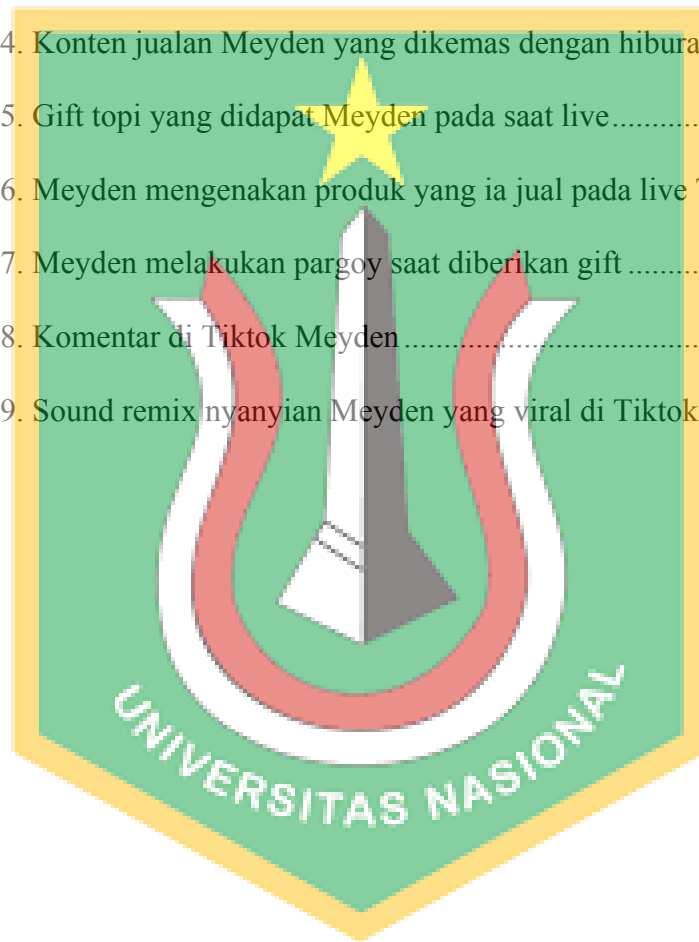 4. Konten jualan Meyden yang dikemas dengan
5. Gift topi yang didapat Meyden pada saat live..........
6. Meyden mengenakan produk yang ia jual pada live
7. Meyden melakukan pargoy saat diberikan gift .........
8. Komentar di Tiktok Meyden.....................................
9. Sound remix nyanyian Meyden yang viral di Tiktok
UNIVERSITAS NASIONAL